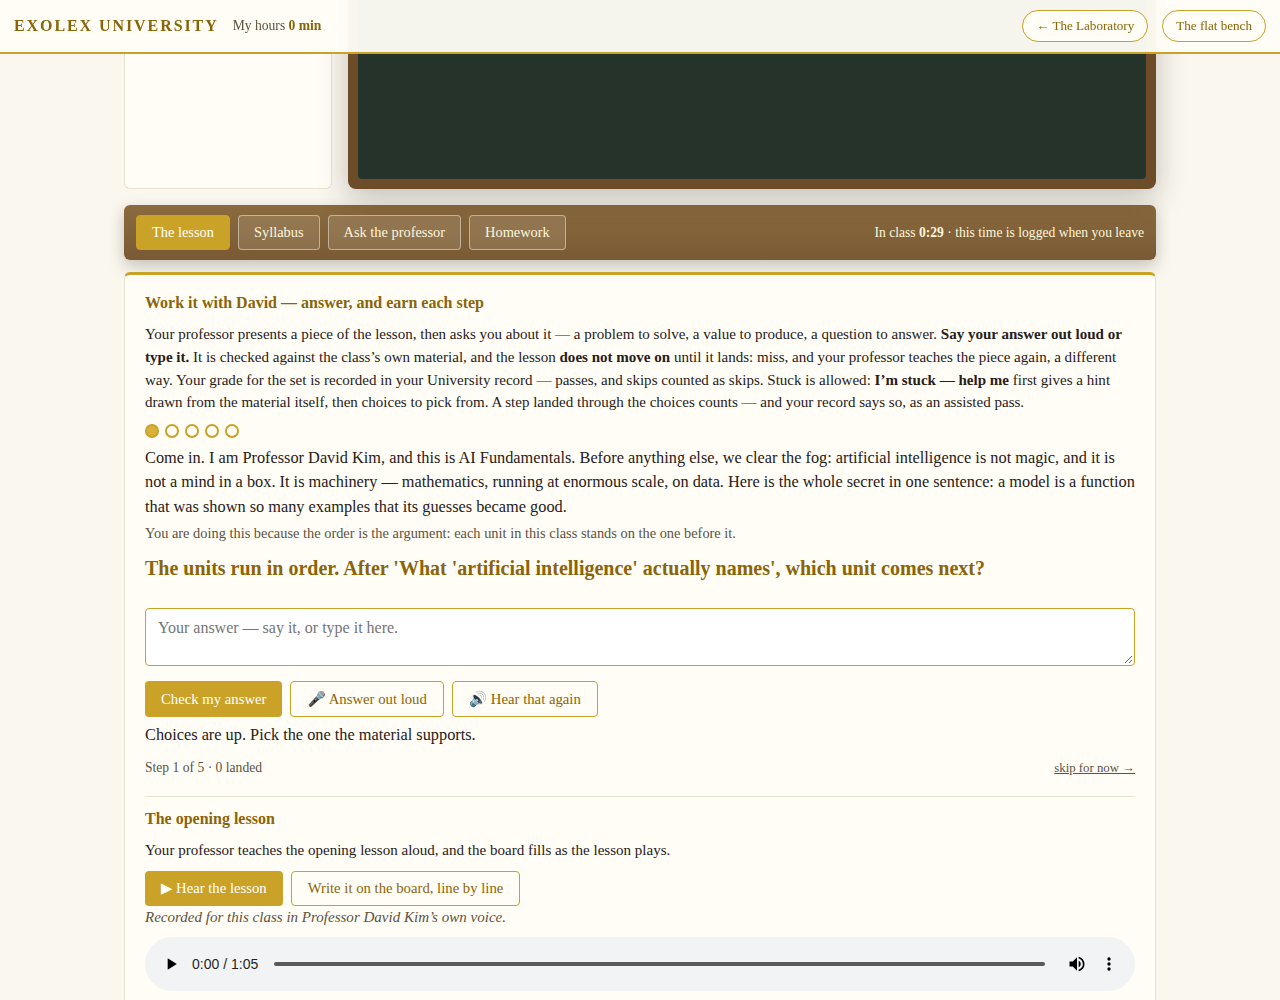 EXOLEX UNIVERSITY My hours 0 min ← The Laboratory The flat bench
The lesson Syllabus Ask the professor Homework In class 0:29 · this time is logged when you leave
Work it with David — answer, and earn each step
Your professor presents a piece of the lesson, then asks you about it — a problem to solve, a value to produce, a question to answer. Say your answer out loud or
type it. It is checked against the class’s own material, and the lesson does not move on until it lands: miss, and your professor teaches the piece again, a different
way. Your grade for the set is recorded in your University record — passes, and skips counted as skips. Stuck is allowed: I’m stuck — help me first gives a hint
drawn from the material itself, then choices to pick from. A step landed through the choices counts — and your record says so, as an assisted pass.
Come in. I am Professor David Kim, and this is AI Fundamentals. Before anything else, we clear the fog: artificial intelligence is not magic, and it is
not a mind in a box. It is machinery — mathematics, running at enormous scale, on data. Here is the whole secret in one sentence: a model is a function
that was shown so many examples that its guesses became good.
You are doing this because the order is the argument: each unit in this class stands on the one before it.
The units run in order. After 'What 'artificial intelligence' actually names', which unit comes next?
Your answer — say it, or type it here.
Check my answer 🎤 Answer out loud 🔊 Hear that again
Choices are up. Pick the one the material supports.
Step 1 of 5 · 0 landed skip for now →
The opening lesson
Your professor teaches the opening lesson aloud, and the board fills as the lesson plays.
▶ Hear the lesson Write it on the board, line by line
Recorded for this class in Professor David Kim’s own voice.
0:00 / 1:05